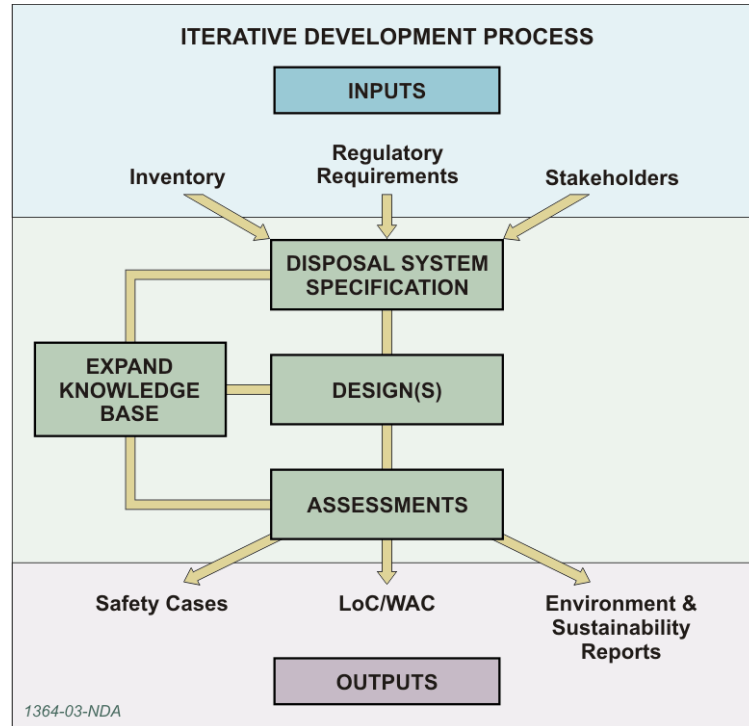 ITERATIVE DEVELOPMENT PROCESS
INPUTS
Inventory
Regulatory
Requirements
Stakeholders
DISPOSAL SYSTEM
SPECIFICATION
EXPAND
KNOWLEDGE
BASE
DESIGN(S)
ASSESSMENTS
Safety Cases
LoC/WAC
Environment &
Sustainability
Reports
OUTPUTS
1364-03-NDA